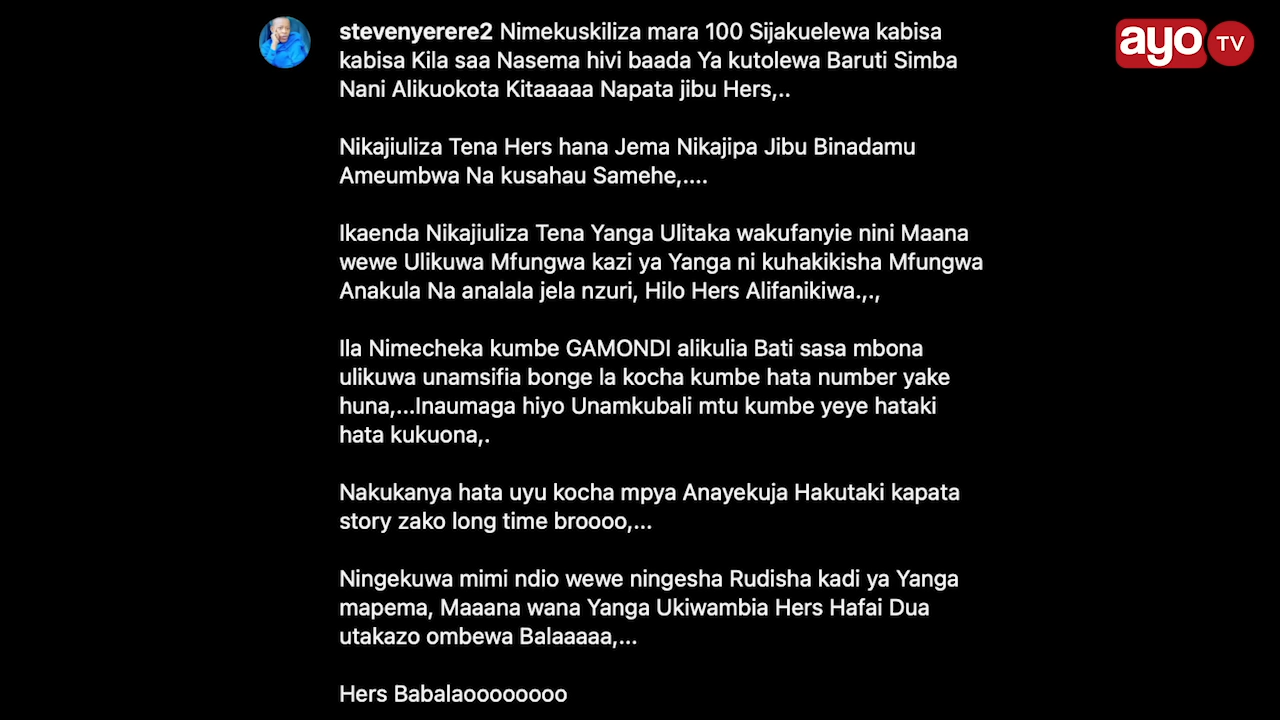 stevenyerere2 Nimekuskiliza mara 100 Sijakuelewa kabisa
kabisa Kila saa Nasema hivi baada Ya kutolewa Baruti Simba
Nani Alikuokota Kitaaaaa Napata jibu Hers,..
Nikajiuliza Tena Hers hana Jema Nikajipa Jibu Binadamu
Ameumbwa Na kusahau Samehe,....
Ikaenda Nikajiuliza Tena Yanga Ulitaka wakufanyie nini Maana
wewe Ulikuwa Mfungwa kazi ya Yanga ni kuhakikisha Mfungwa
Anakula Na analala jela nzuri, Hilo Hers Alifanikiwa.,.,
Ila Nimecheka kumbe GAMONDI alikulia Bati sasa mbona
ulikuwa unamsifia bonge la kocha kumbe hata number yake
huna,...Inaumaga hiyo Unamkubali mtu kumbe yeye hataki
hata kukuona,.
Nakukanya hata uyu kocha mpya Anayekuja Hakutaki kapata
story zako long time broooo,...
Ningekuwa mimi ndio wewe ningesha Rudisha kadi ya Yanga
mapema, Maaana wana Yanga Ukiwambia Hers Hafai Dua
utakazo ombewa Balaaaaa,...
Hers Babalaoooooooo
ayo TV